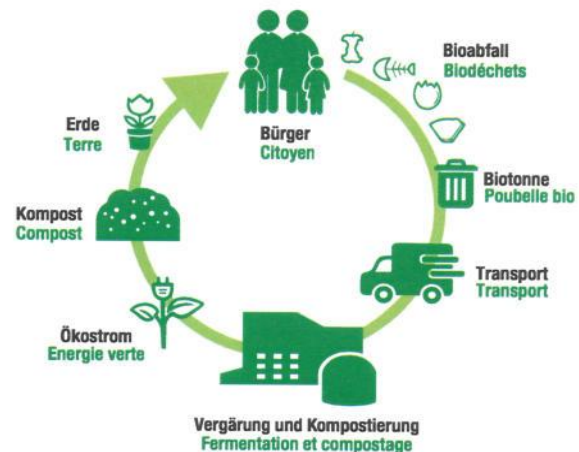 Bürger
Citoyen
Bioabfall
Biodéchets
Biotonne
Poubelle bio
Transport
Transport
Vergärung und Kompostierung
Fermentation et compostage
Ökostrom
Energie verte
Kompost
Compost
Erde
Terre